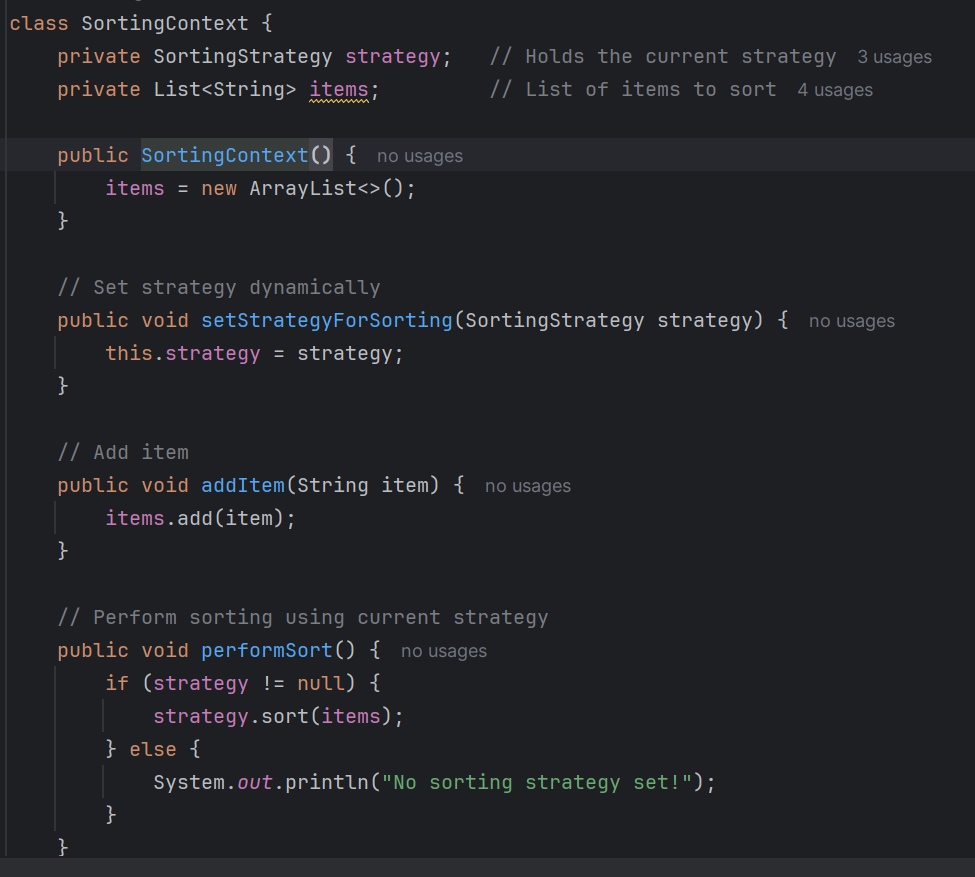 class SortingContext {
    private SortingStrategy strategy;   // Holds the current strategy  3 usages
    private List<String> items;         // List of items to sort  4 usages

    public SortingContext() {  no usages
        items = new ArrayList<>();
    }

    // Set strategy dynamically
    public void setStrategyForSorting(SortingStrategy strategy) {  no usages
        this.strategy = strategy;
    }

    // Add item
    public void addItem(String item) {  no usages
        items.add(item);
    }

    // Perform sorting using current strategy
    public void performSort() {  no usages
        if (strategy != null) {
            strategy.sort(items);
        } else {
            System.out.println("No sorting strategy set!");
        }
    }